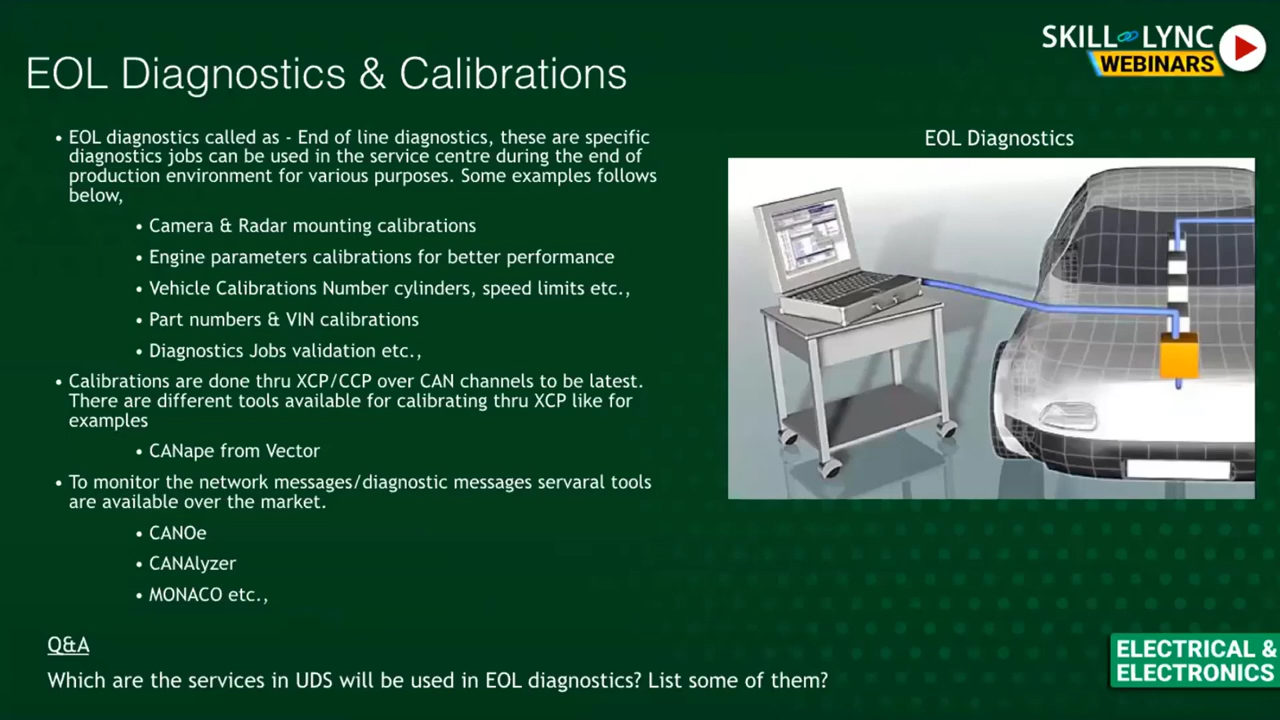 SKILL LYNC
WEBINARS
EOL Diagnostics & Calibrations
• EOL diagnostics called as - End of line diagnostics, these are specific
diagnostics jobs can be used in the service centre during the end of
production environment for various purposes. Some examples follows
below,
• Camera & Radar mounting calibrations
• Engine parameters calibrations for better performance
• Vehicle Calibrations Number cylinders, speed limits etc.,
• Part numbers & VIN calibrations
• Diagnostics Jobs validation etc.,
• Calibrations are done thru XCP/CCP over CAN channels to be latest.
There are different tools available for calibrating thru XCP like for
examples
• CANape from Vector
• To monitor the network messages/diagnostic messages servaral tools
are available over the market.
• CANOe
• CANAlyzer
• MONACO etc.,
EOL Diagnostics
Q&A
Which are the services in UDS will be used in EOL diagnostics? List some of them?
ELECTRICAL &
ELECTRONICS